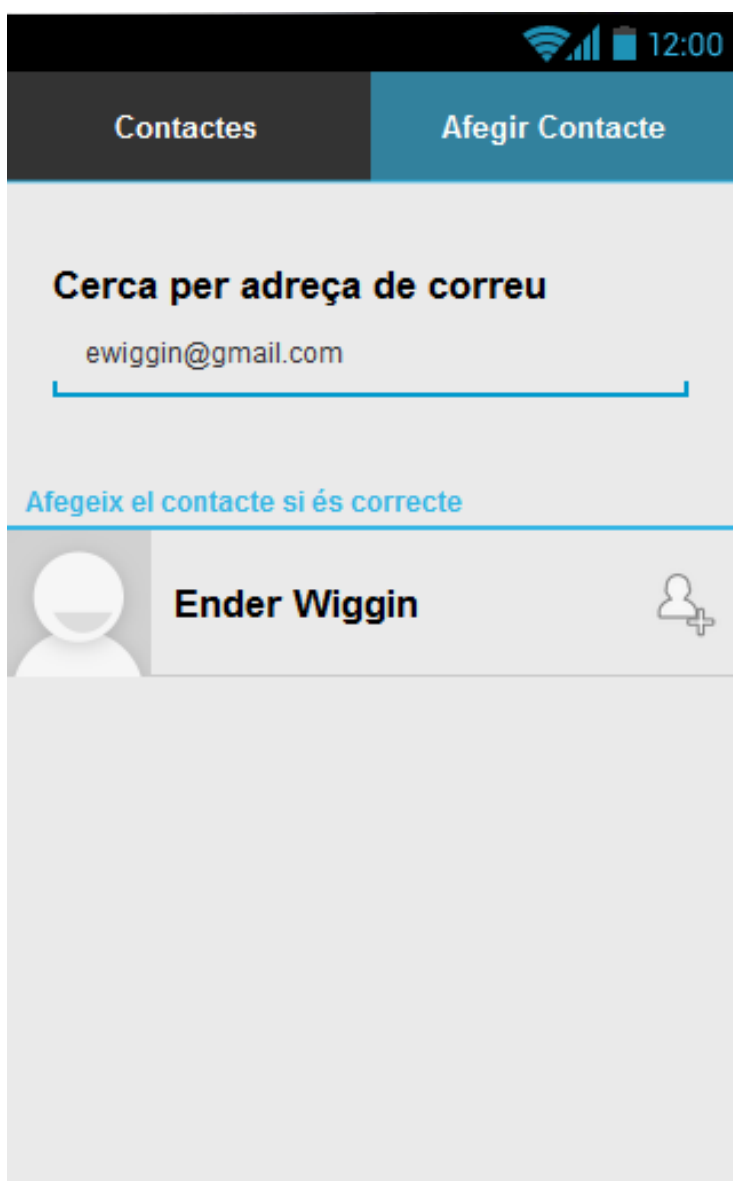 12:00
Contactes Afegir Contacte
Cerca per adreça de correu
ewiggin@gmail.com
Afegeix el contacte si és correcte
Ender Wiggin